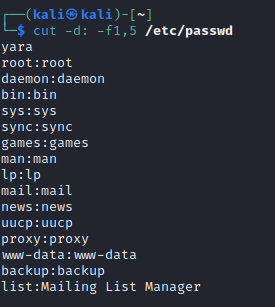 ┌──(kali㉿kali)-[~]
└─$ cut -d: -f1,5 /etc/passwd
yara
root:root
daemon:daemon
bin:bin
sys:sys
sync:sync
games:games
man:man
lp:lp
mail:mail
news:news
uucp:uucp
proxy:proxy
www-data:www-data
backup:backup
list:Mailing List Manager